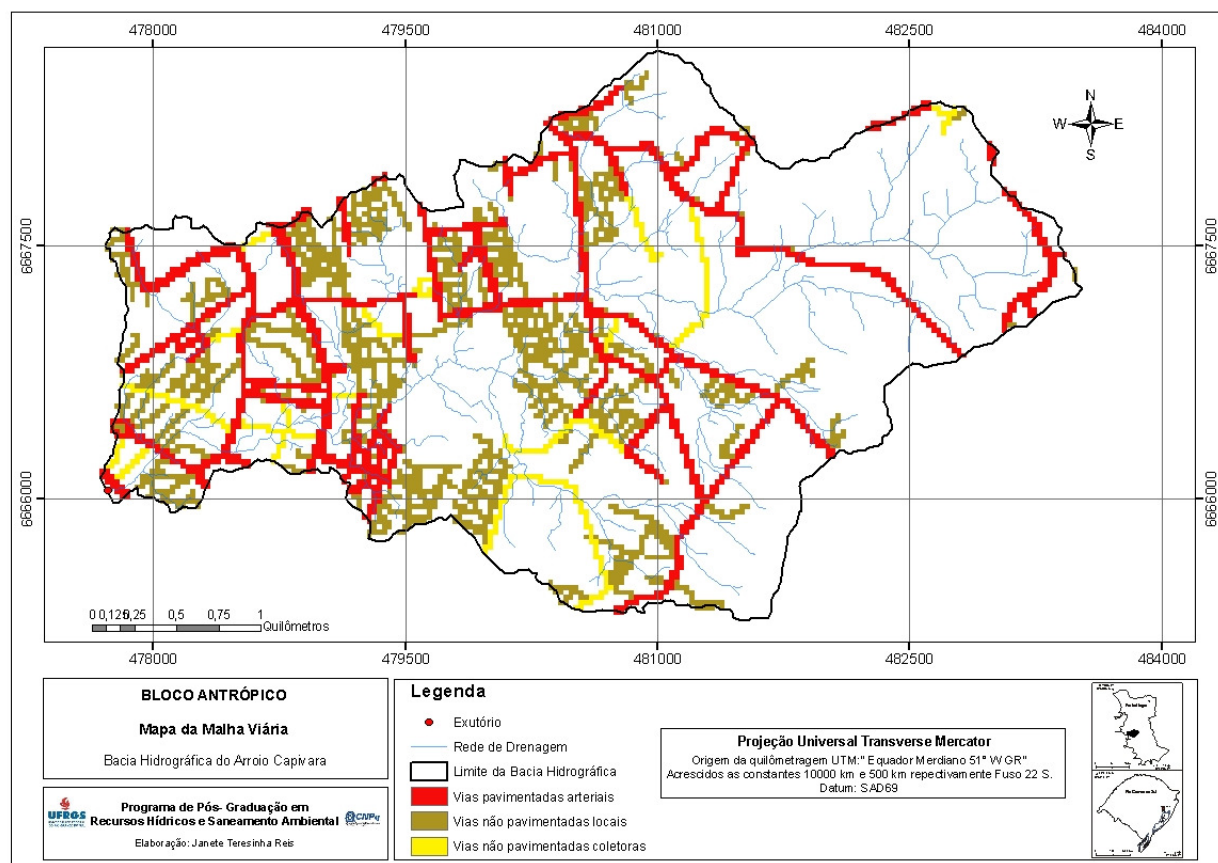 478000 479500 481000 482500 484000
6667500 6667500
6666000 6666000
N
W E
S
0 0,125 0,25 0,5 0,75 1
Quilômetros
478000 479500 481000 482500 484000
BLOCO ANTRÓPICO
Mapa da Malha Viária
Bacia Hidrográfica do Arroio Capivara
UFRGS
Programa de Pós- Graduação em
Recursos Hídricos e Saneamento Ambiental
CNPq
Elaboração: Janete Teresinha Reis
Legenda
Exutório
Rede de Drenagem
Limite da Bacia Hidrográfica
Vias pavimentadas arteriais
Vias não pavimentadas locais
Vias não pavimentadas coletoras
Projeção Universal Transverse Mercator
Origem da quilômetragem UTM:" Equador Merdiano 51° W GR"
Acrescidos as constantes 10000 km e 500 km repectivamente Fuso 22 S.
Datum: SAD69